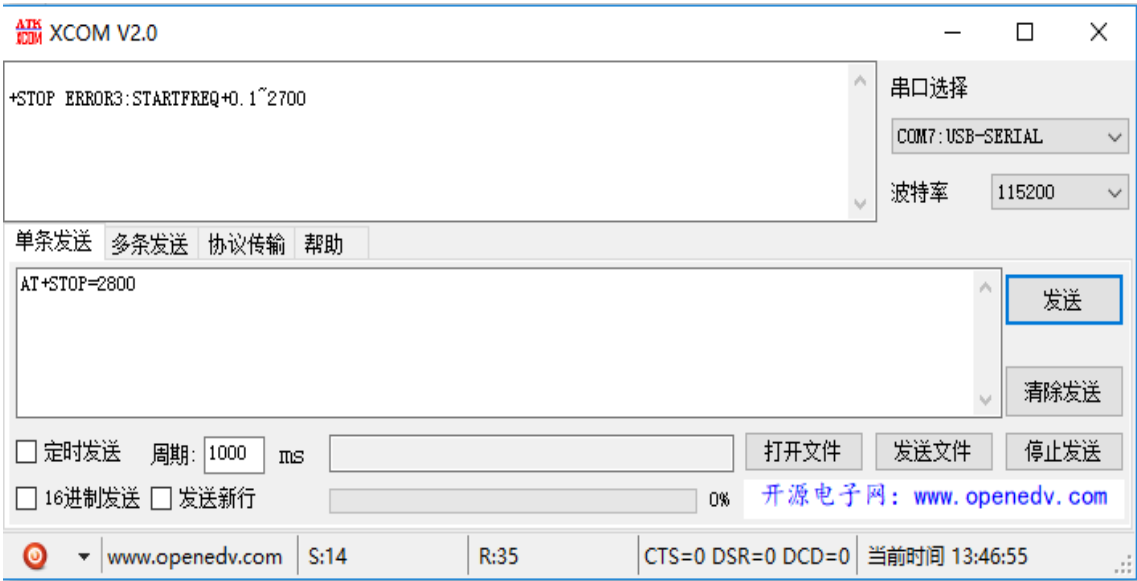 ATK
XCOM XCOM V2.0
+STOP ERROR3:STARTFREQ+0.1~2700
串口选择
COM7:USB-SERIAL
波特率 115200
单条发送 多条发送 协议传输 帮助
AT+STOP=2800
发送
清除发送
定时发送 周期: 1000 ms 打开文件 发送文件 停止发送
16进制发送 发送新行 0% 开源电子网: www.openedv.com
www.openedv.com S:14 R:35 CTS=0 DSR=0 DCD=0 当前时间 13:46:55